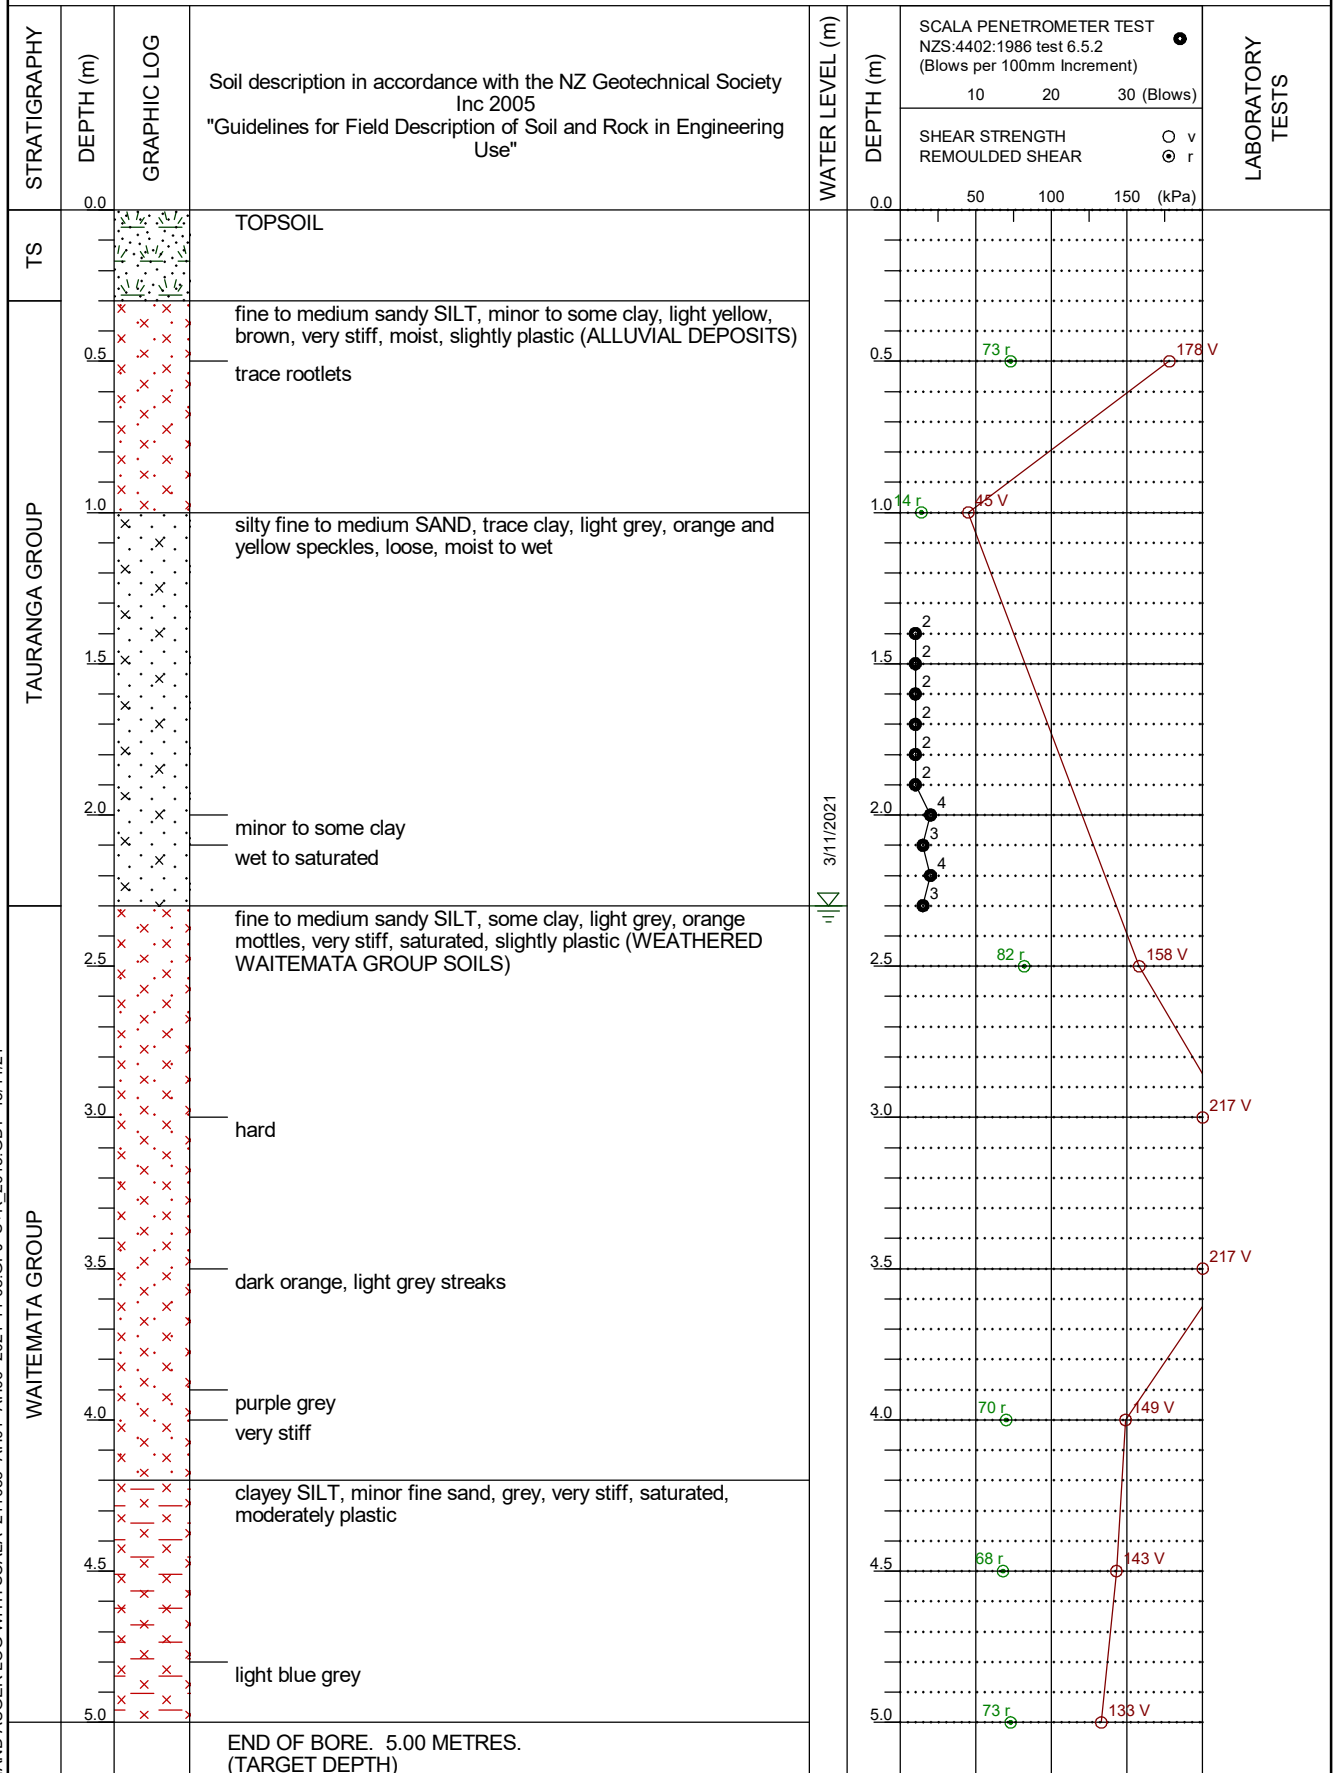 STRATIGRAPHY
DEPTH (m)
GRAPHIC LOG
Soil description in accordance with the NZ Geotechnical Society
Inc 2005
"Guidelines for Field Description of Soil and Rock in Engineering
Use"
WATER LEVEL (m)
DEPTH (m)
SCALA PENETROMETER TEST
NZS:4402:1986 test 6.5.2
(Blows per 100mm Increment)
10 20 30 (Blows)
SHEAR STRENGTH v
REMOULDED SHEAR r
50 100 150 (kPa)
LABORATORY
TESTS
0.0
0.0
TS
TOPSOIL
fine to medium sandy SILT, minor to some clay, light yellow,
brown, very stiff, moist, slightly plastic (ALLUVIAL DEPOSITS)
0.5
trace rootlets
0.5
73 r
178 V
TAURANGA GROUP
1.0
silty fine to medium SAND, trace clay, light grey, orange and
yellow speckles, loose, moist to wet
1.0
14 r
45 V
2
1.5
1.5
2
2
2
2
2
2.0
minor to some clay
wet to saturated
3/11/2021
2.0
4
3
4
3
WAITEMATA GROUP
fine to medium sandy SILT, some clay, light grey, orange
mottles, very stiff, saturated, slightly plastic (WEATHERED
WAITEMATA GROUP SOILS)
2.5
2.5
82 r
158 V
3.0
hard
3.0
217 V
3.5
dark orange, light grey streaks
3.5
217 V
purple grey
4.0
very stiff
4.0
70 r
149 V
clayey SILT, minor fine sand, grey, very stiff, saturated,
moderately plastic
4.5
4.5
68 r
143 V
light blue grey
5.0
5.0
73 r
133 V
END OF BORE. 5.00 METRES.
(TARGET DEPTH)